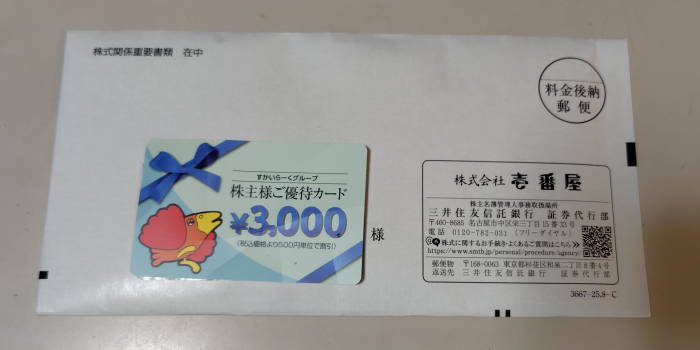 株式関係重要書類 在中
料金後納
郵便
すかいらーくグループ
株主様ご優待カード
¥3,000
(税込価格より500円単位で割引)
様
株式会社 壱番屋
株主名簿管理人事務取扱場所
三井住友信託銀行 証券代行部
〒460-8685 名古屋市中区栄三丁目15番33号
電話 0120-782-031 (フリーダイヤル)
Q&A 株式に関するお手続き・よくあるご質問はこちら
https://www.smtb.jp/personal/procedure/agency/
郵便物 〒168-0063 東京都杉並区和泉二丁目8番4号
返送先 三井住友信託銀行 証券代行部
3667-25.8-C